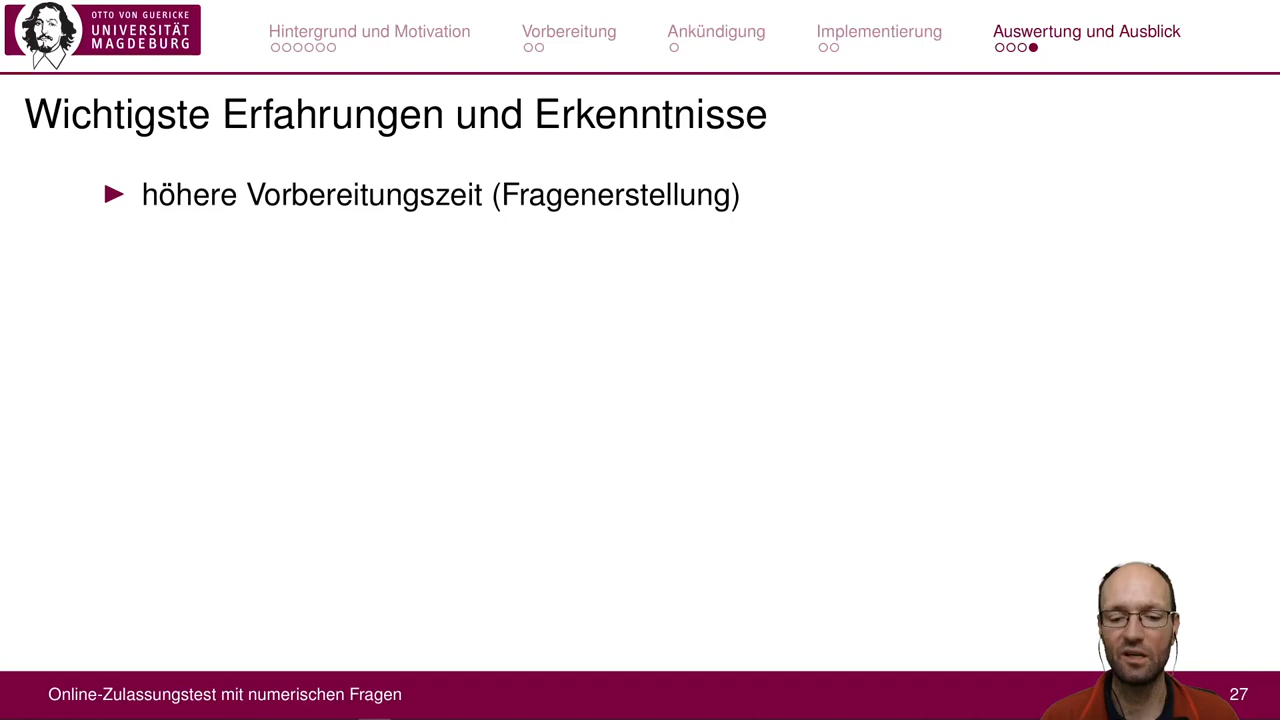 OTTO VON GUERICKE
UNIVERSITÄT
MAGDEBURG
Hintergrund und Motivation
Vorbereitung
Ankündigung
Implementierung
Auswertung und Ausblick
Wichtigste Erfahrungen und Erkenntnisse
höhere Vorbereitungszeit (Fragenerstellung)
Online-Zulassungstest mit numerischen Fragen
27